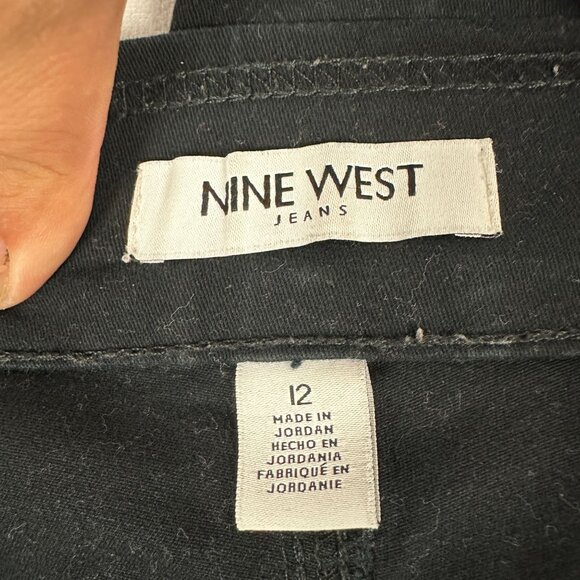 NINE WEST
JEANS
12
MADE IN
JORDAN
HECHO EN
JORDANIA
FABRIQUÉ EN
JORDANIE